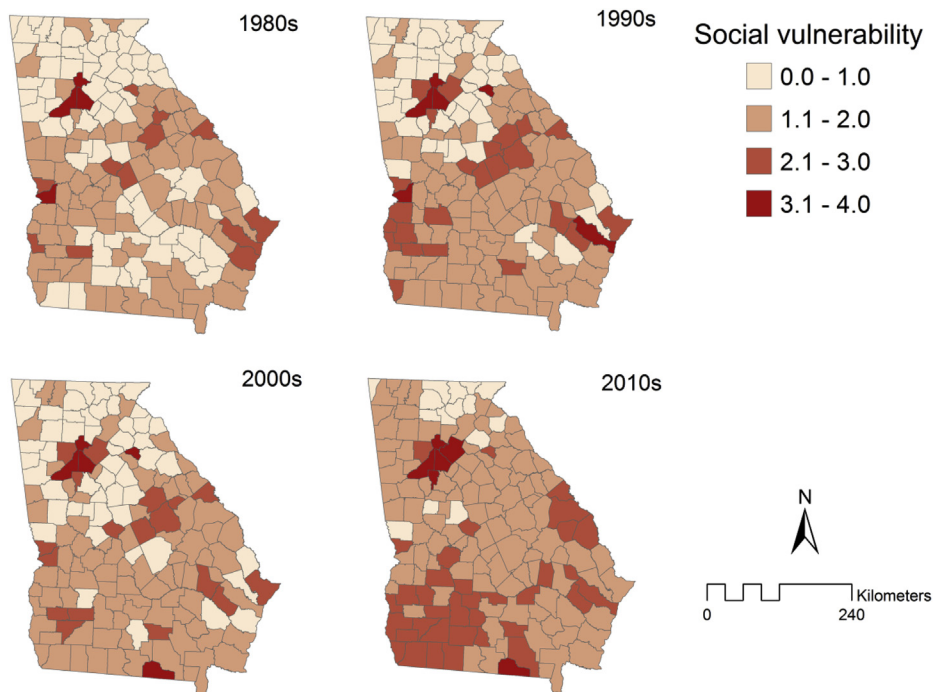 1980s
1990s
Social vulnerability
0.0 - 1.0
1.1 - 2.0
2.1 - 3.0
3.1 - 4.0
2000s
2010s
N
Kilometers
0 240